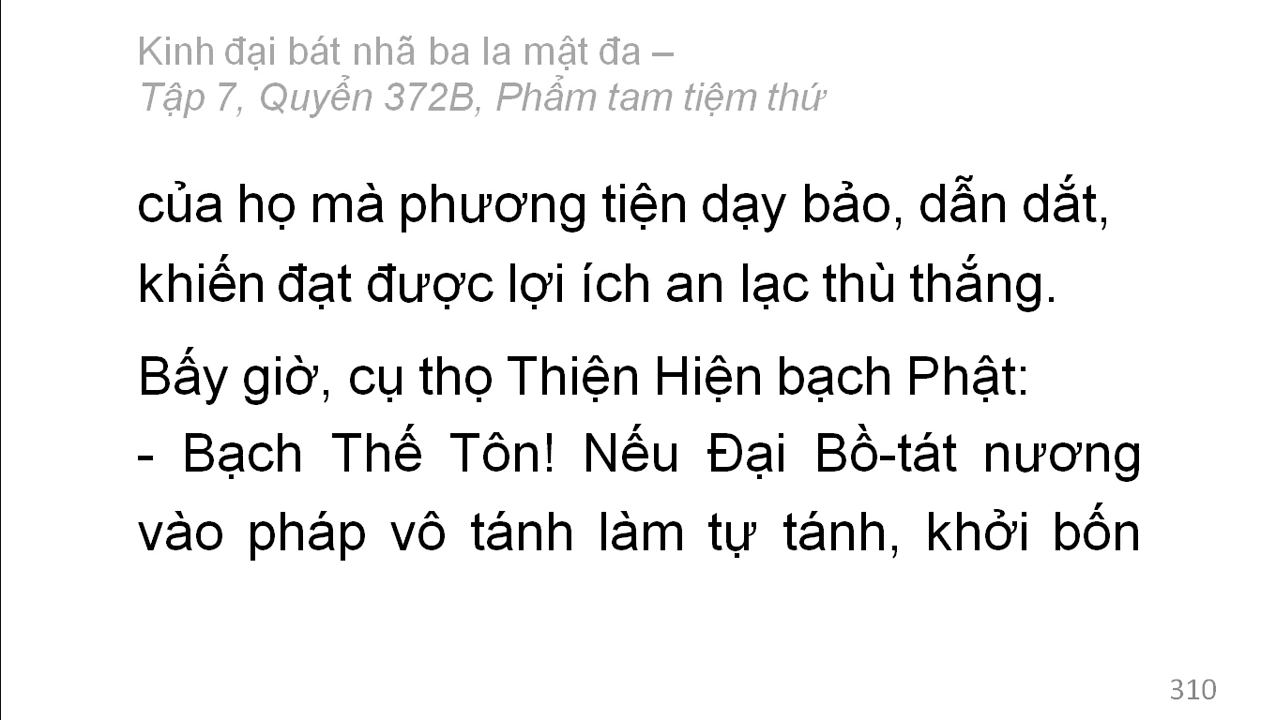 Kinh đại bát nhã ba la mật đa –
Tập 7, Quyển 372B, Phẩm tam tiệm thứ
của họ mà phương tiện dạy bảo, dẫn dắt,
khiến đạt được lợi ích an lạc thù thắng.
Bấy giờ, cụ thọ Thiện Hiện bạch Phật:
- Bạch Thế Tôn! Nếu Đại Bồ-tát nương
vào pháp vô tánh làm tự tánh, khởi bốn
310